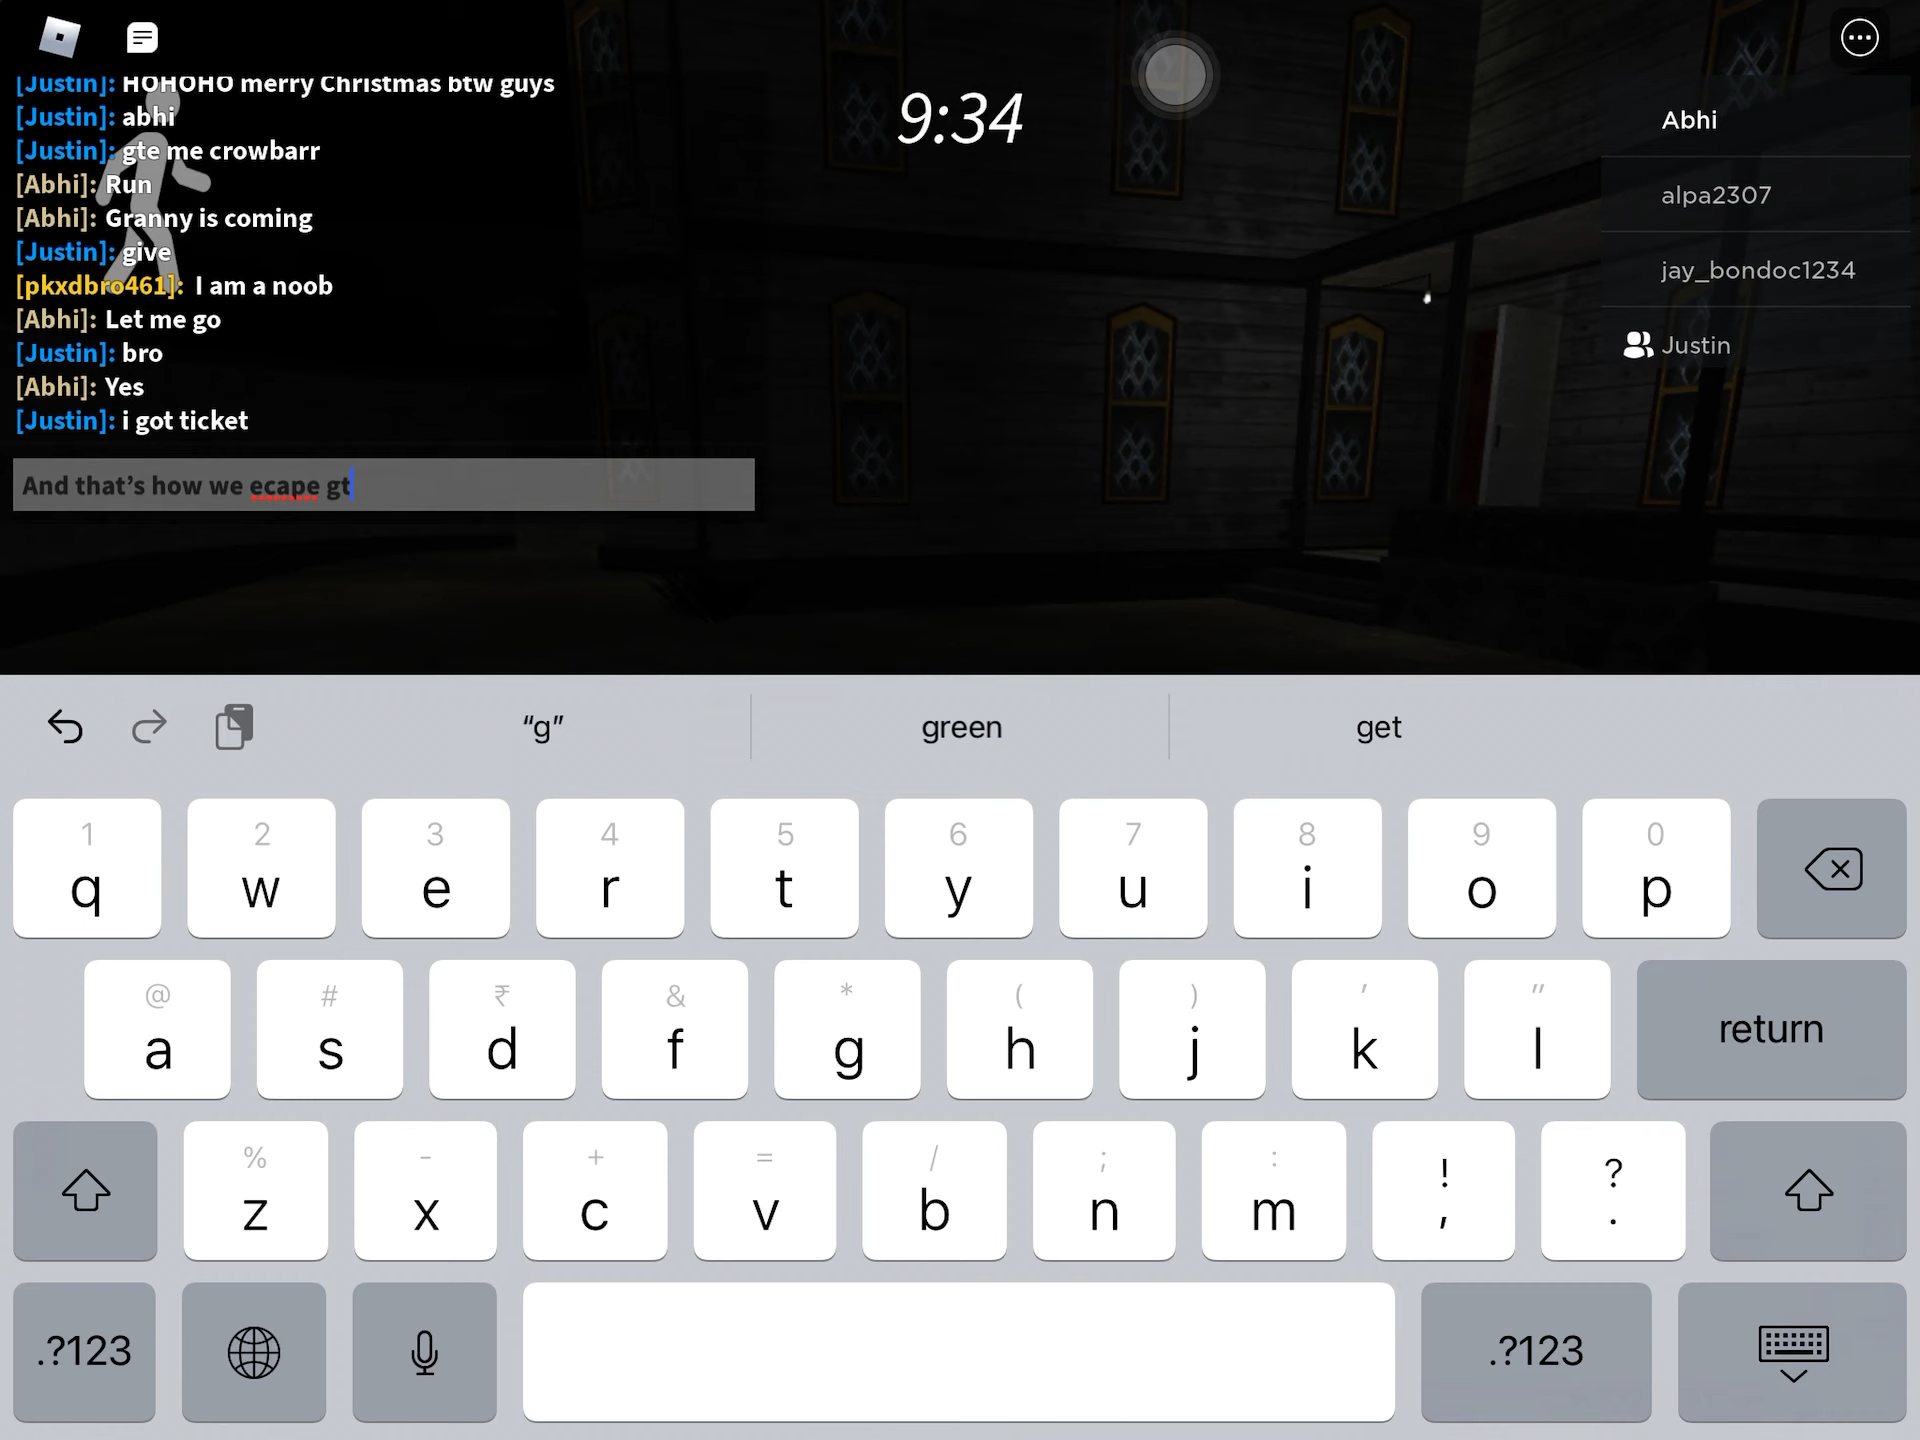 [Justin]: HOHOHO merry Christmas btw guys
[Justin]: abhi
[Justin]: gte me crowbarr
[Abhi]: Run
[Abhi]: Granny is coming
[Justin]: give
[pkxdbro461]: I am a noob
[Abhi]: Let me go
[Justin]: bro
[Abhi]: Yes
[Justin]: i got ticket
And that’s how we ecape gt
9:34
Abhi
alpa2307
jay_bondoc1234
Justin
“g” green get
1 2 3 4 5 6 7 8 9 0
q w e r t y u i o p
@ # ₹ & * ( ) ' "
a s d f g h j k l return
% - + = / ; : ! ?
z x c v b n m , .
.?123 .?123